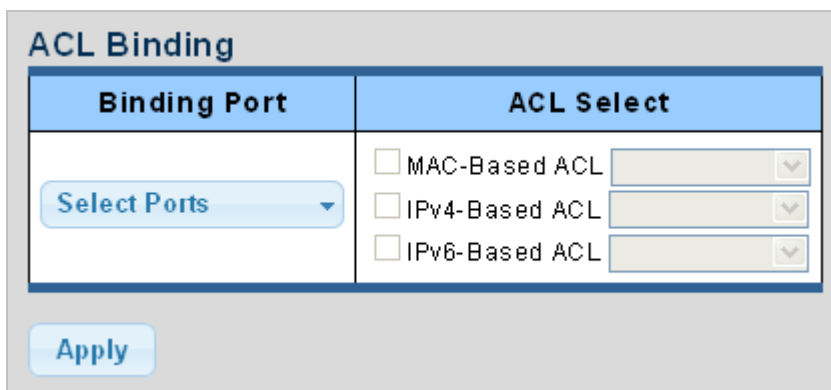 ACL Binding
Binding Port
ACL Select
Select Ports
MAC-Based ACL
IPv4-Based ACL
IPv6-Based ACL
Apply